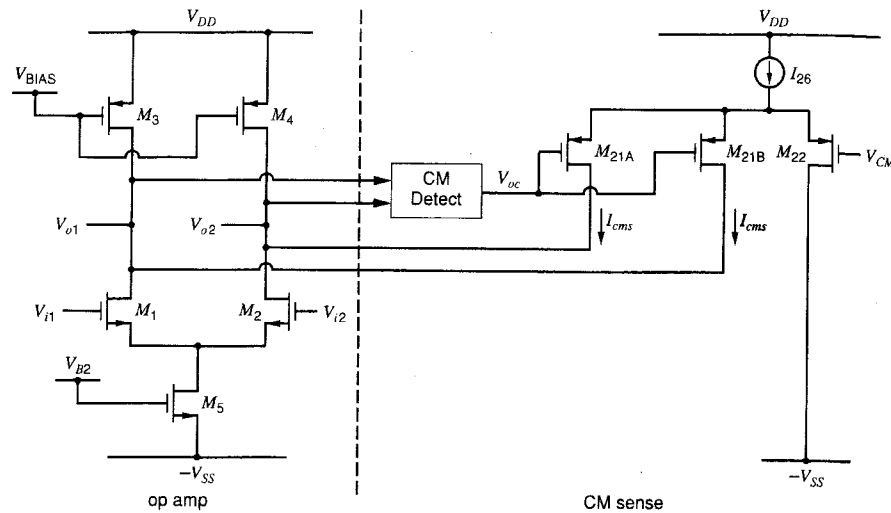 V_DD
V_DD
V_BIAS
I_26
M_3
M_4
M_21A
M_21B
M_22
V_CM
CM
Detect
V_oc
V_o1
V_o2
I_cms
I_cms
V_i1
M_1
M_2
V_i2
V_B2
M_5
-V_SS
-V_SS
op amp
CM sense